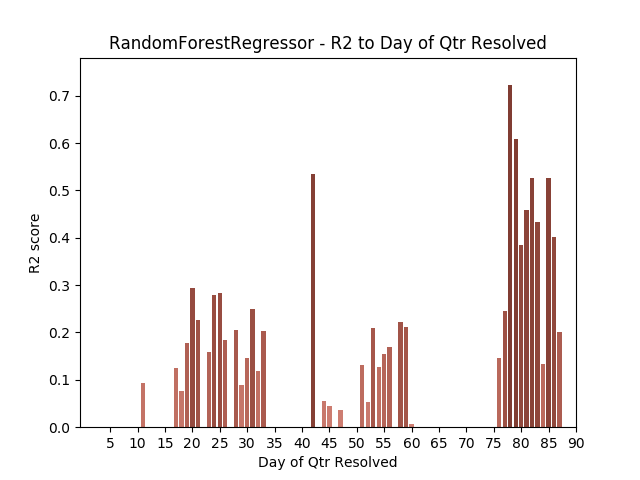 RandomForestRegressor - R2 to Day of Qtr Resolved
0.7
0.6
0.5
0.4
0.3
0.2
0.1
0.0
R2 score
5 10 15 20 25 30 35 40 45 50 55 60 65 70 75 80 85 90
Day of Qtr Resolved